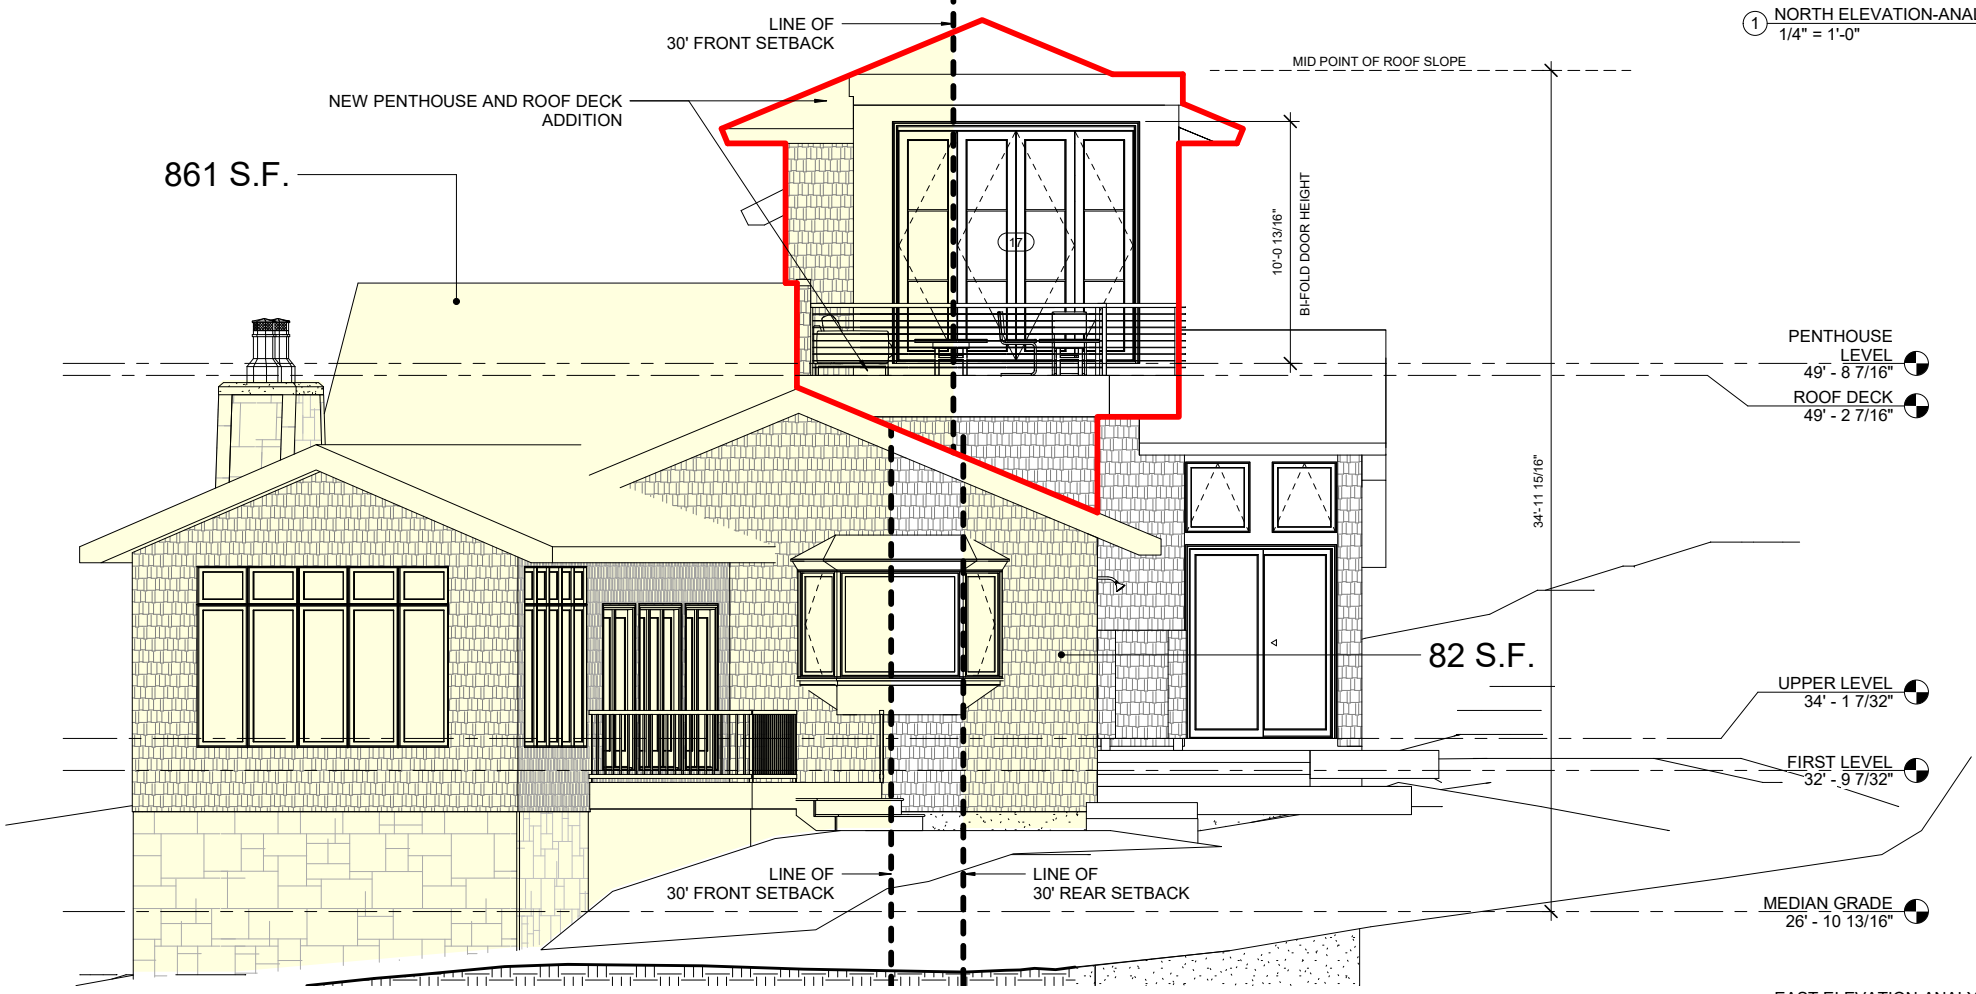 LINE OF
30' FRONT SETBACK
1 NORTH ELEVATION-ANAL
1/4" = 1'-0"
MID POINT OF ROOF SLOPE
NEW PENTHOUSE AND ROOF DECK
ADDITION
861 S.F.
17
10'-0 13/16"
BI-FOLD DOOR HEIGHT
34'-11 15/16"
PENTHOUSE
LEVEL
49' - 8 7/16"
ROOF DECK
49' - 2 7/16"
82 S.F.
UPPER LEVEL
34' - 1 7/32"
FIRST LEVEL
32' - 9 7/32"
LINE OF
30' FRONT SETBACK
LINE OF
30' REAR SETBACK
MEDIAN GRADE
26' - 10 13/16"